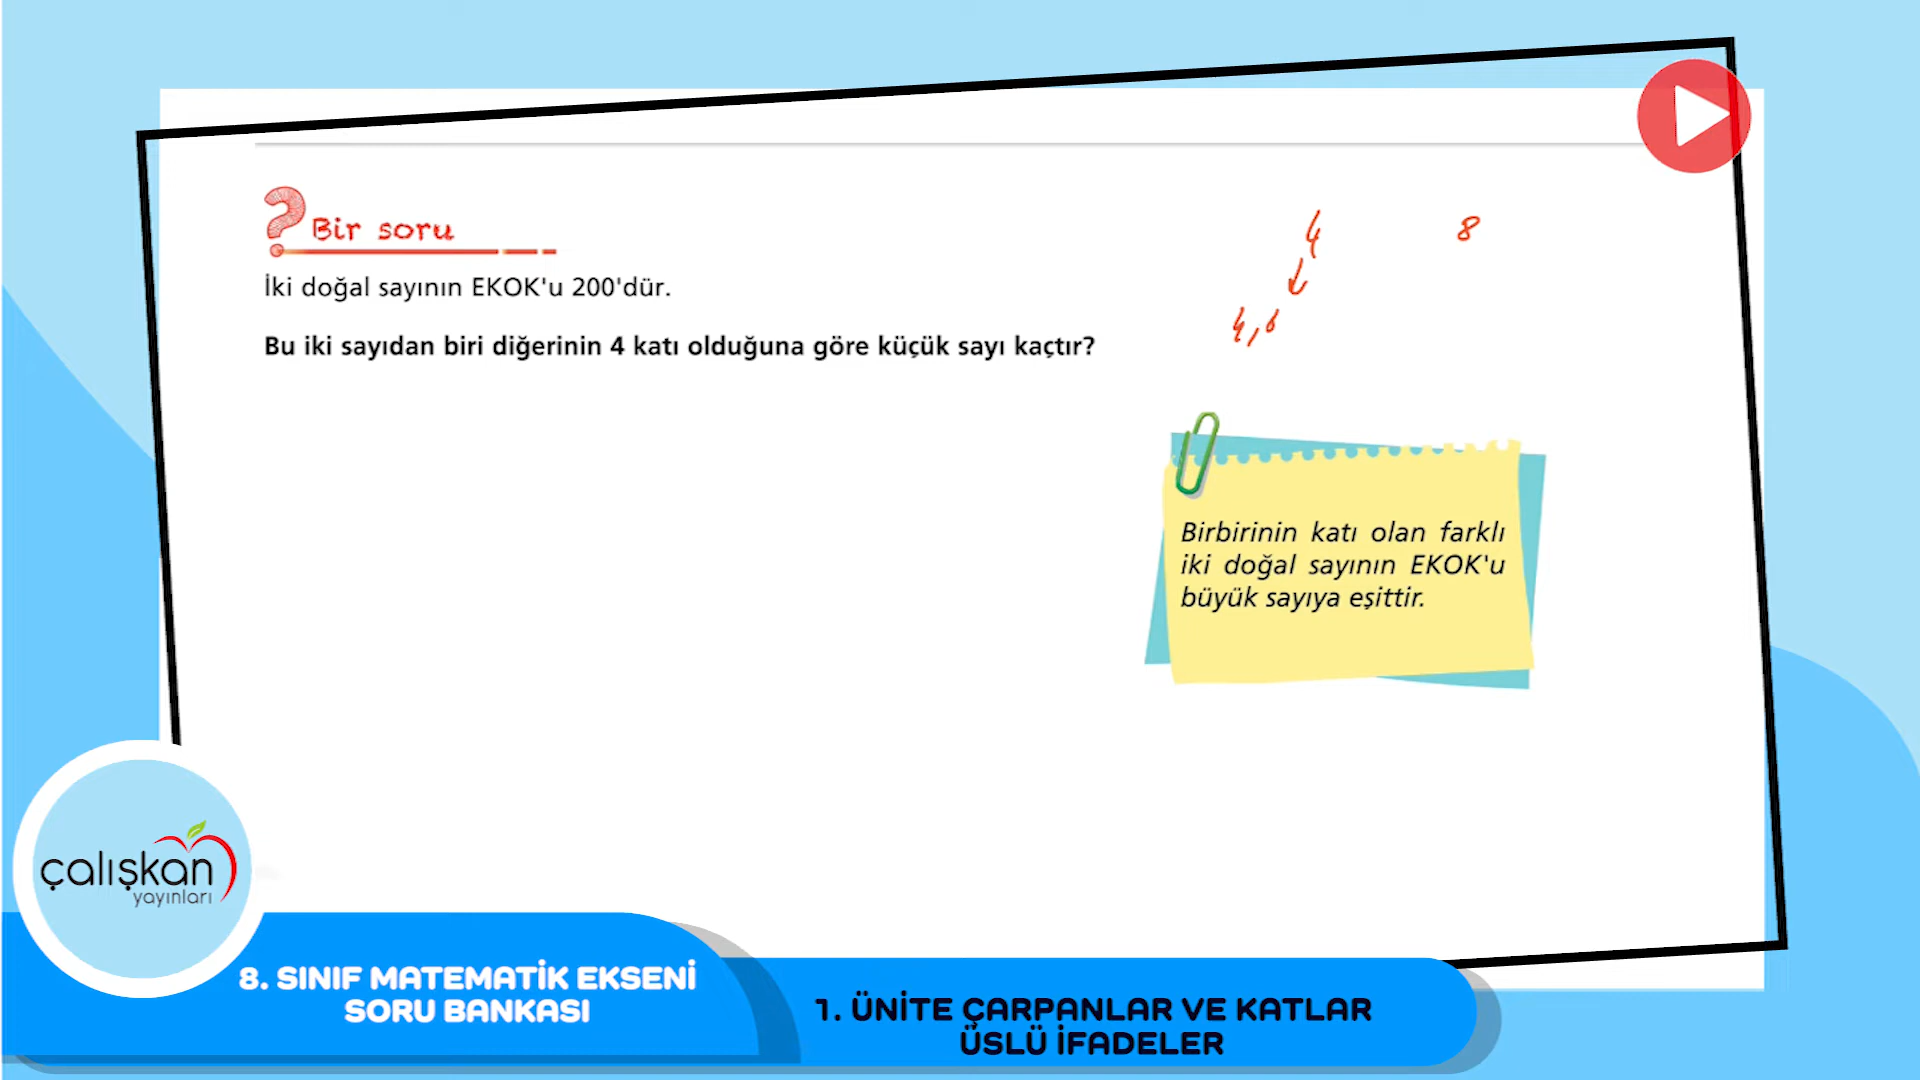 Bir soru
4 8
4, 6
İki doğal sayının EKOK'u 200'dür.
Bu iki sayıdan biri diğerinin 4 katı olduğuna göre küçük sayı kaçtır?
Birbirinin katı olan farklı
iki doğal sayının EKOK'u
büyük sayıya eşittir.
çalışkan
yayınları
8. SINIF MATEMATİK EKSENİ
SORU BANKASI
1. ÜNİTE ÇARPANLAR VE KATLAR
ÜSLÜ İFADELER